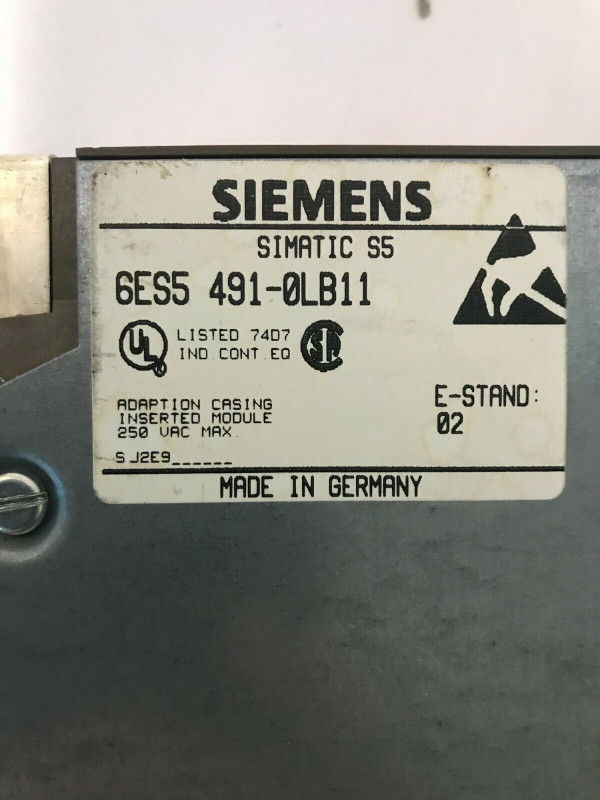 SIEMENS
SIMATIC S5
6ES5 491-0LB11
UL
R
LISTED 74D7
IND.CONT.EQ
ADAPTION CASING
INSERTED MODULE
250 VAC MAX.
S J2E9______
E-STAND:
02
MADE IN GERMANY